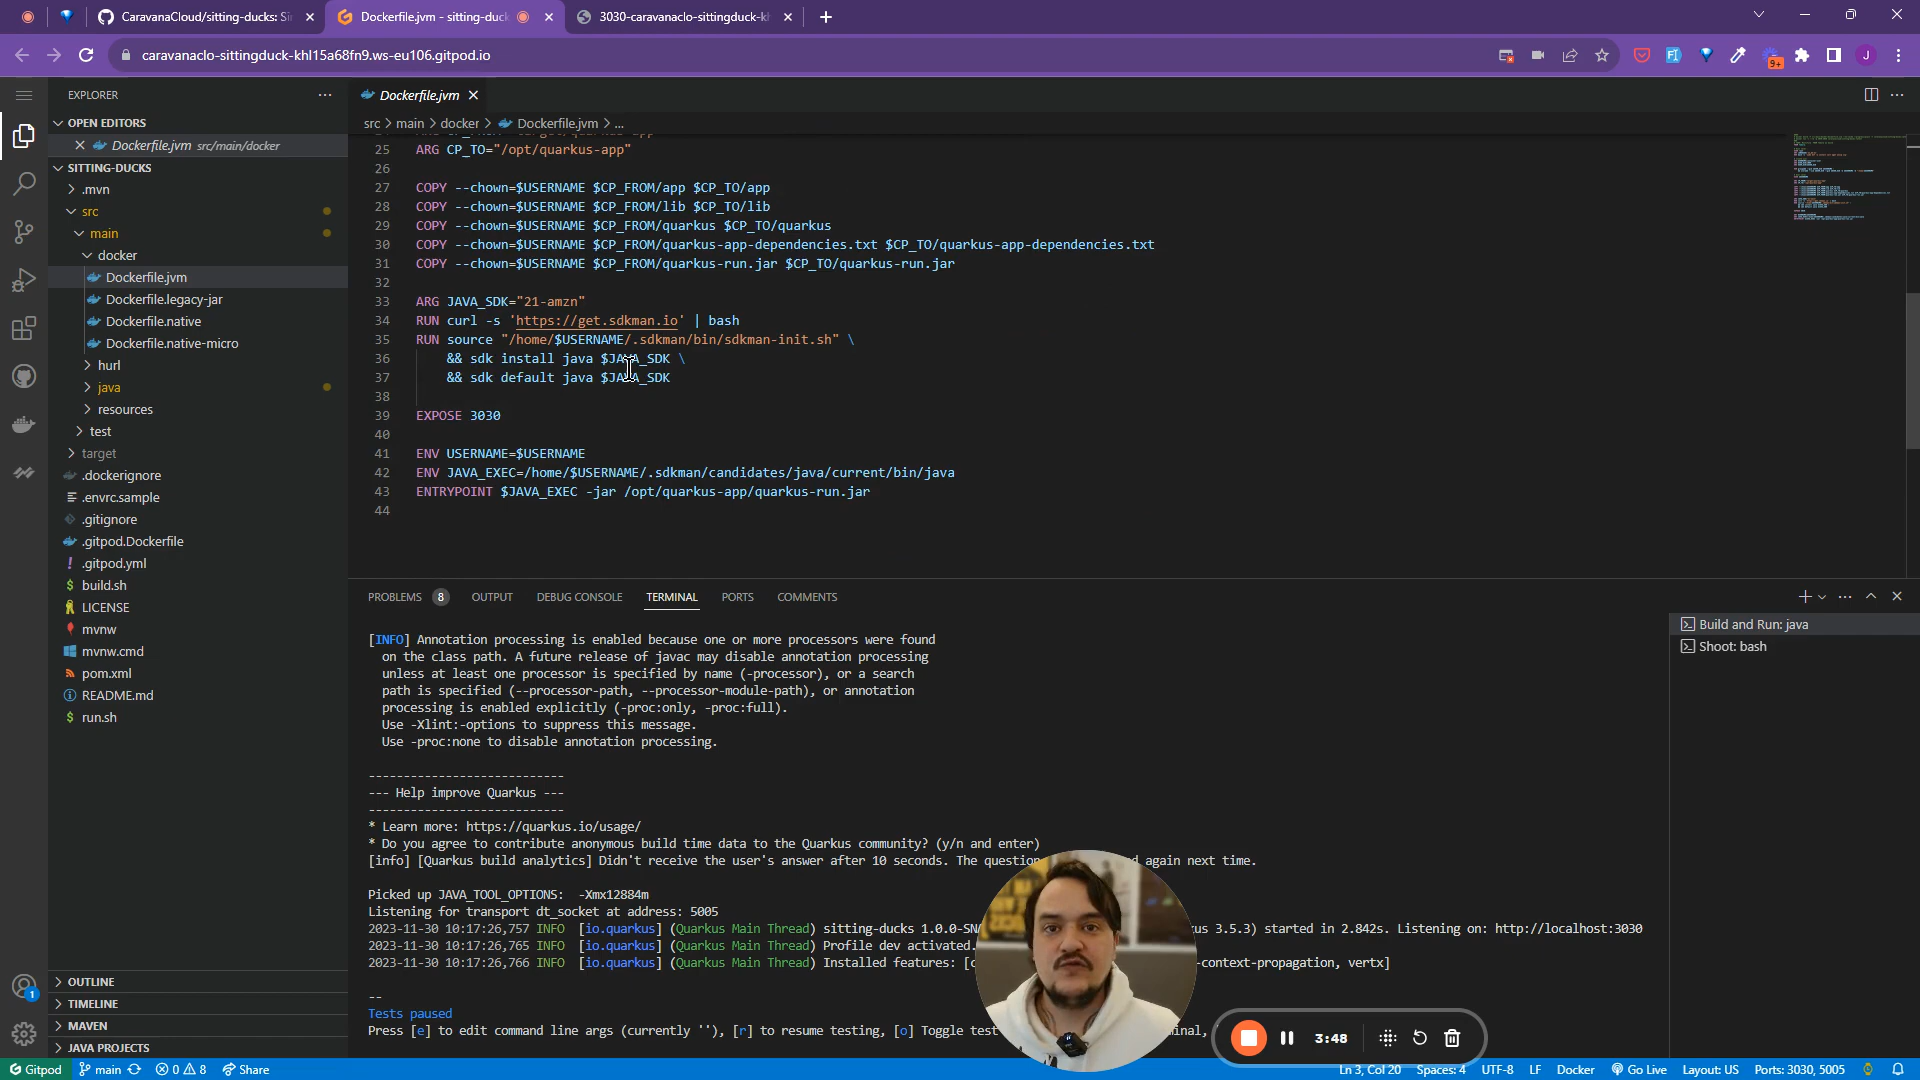 CaravanaCloud/sitting-ducks: Si
Dockerfile.jvm - sitting-duck
3030-caravanaclo-sittingduck-kh
caravanaclo-sittingduck-khl15a68fn9.ws-eu106.gitpod.io
9+
J
EXPLORER
Dockerfile.jvm
OPEN EDITORS
src > main > docker > Dockerfile.jvm > ...
Dockerfile.jvm src/main/docker
SITTING-DUCKS
.mvn
src
main
docker
Dockerfile.jvm
Dockerfile.legacy-jar
Dockerfile.native
Dockerfile.native-micro
hurl
java
resources
test
target
.dockerignore
.envrc.sample
.gitignore
.gitpod.Dockerfile
.gitpod.yml
build.sh
LICENSE
mvnw
mvnw.cmd
pom.xml
README.md
run.sh
OUTLINE
TIMELINE
MAVEN
JAVA PROJECTS
25 ARG CP_TO="/opt/quarkus-app"
26
27 COPY --chown=$USERNAME $CP_FROM/app $CP_TO/app
28 COPY --chown=$USERNAME $CP_FROM/lib $CP_TO/lib
29 COPY --chown=$USERNAME $CP_FROM/quarkus $CP_TO/quarkus
30 COPY --chown=$USERNAME $CP_FROM/quarkus-app-dependencies.txt $CP_TO/quarkus-app-dependencies.txt
31 COPY --chown=$USERNAME $CP_FROM/quarkus-run.jar $CP_TO/quarkus-run.jar
32
33 ARG JAVA_SDK="21-amzn"
34 RUN curl -s 'https://get.sdkman.io' | bash
35 RUN source "/home/$USERNAME/.sdkman/bin/sdkman-init.sh" \
36 && sdk install java $JAVA_SDK \
37 && sdk default java $JAVA_SDK
38
39 EXPOSE 3030
40
41 ENV USERNAME=$USERNAME
42 ENV JAVA_EXEC=/home/$USERNAME/.sdkman/candidates/java/current/bin/java
43 ENTRYPOINT $JAVA_EXEC -jar /opt/quarkus-app/quarkus-run.jar
44
PROBLEMS 8 OUTPUT DEBUG CONSOLE TERMINAL PORTS COMMENTS
Build and Run: java
Shoot: bash
[INFO] Annotation processing is enabled because one or more processors were found
on the class path. A future release of javac may disable annotation processing
unless at least one processor is specified by name (-processor), or a search
path is specified (--processor-path, --processor-module-path), or annotation
processing is enabled explicitly (-proc:only, -proc:full).
Use -Xlint:-options to suppress this message.
Use -proc:none to disable annotation processing.
----------------------------
--- Help improve Quarkus ---
----------------------------
* Learn more: https://quarkus.io/usage/
* Do you agree to contribute anonymous build time data to the Quarkus community? (y/n and enter)
[info] [Quarkus build analytics] Didn't receive the user's answer after 10 seconds. The question again next time.
Picked up JAVA_TOOL_OPTIONS: -Xmx12884m
Listening for transport dt_socket at address: 5005
2023-11-30 10:17:26,757 INFO [io.quarkus] (Quarkus Main Thread) sitting-ducks 1.0.0-SNA 3.5.3) started in 2.842s. Listening on: http://localhost:3030
2023-11-30 10:17:26,765 INFO [io.quarkus] (Quarkus Main Thread) Profile dev activated.
2023-11-30 10:17:26,766 INFO [io.quarkus] (Quarkus Main Thread) Installed features: [ -context-propagation, vertx]
--
Tests paused
Press [e] to edit command line args (currently ''), [r] to resume testing, [o] Toggle test
3:48
Gitpod main 0 8 Share
Ln 3, Col 20 Spaces: 4 UTF-8 LF Docker Go Live Layout: US Ports: 3030, 5005
1